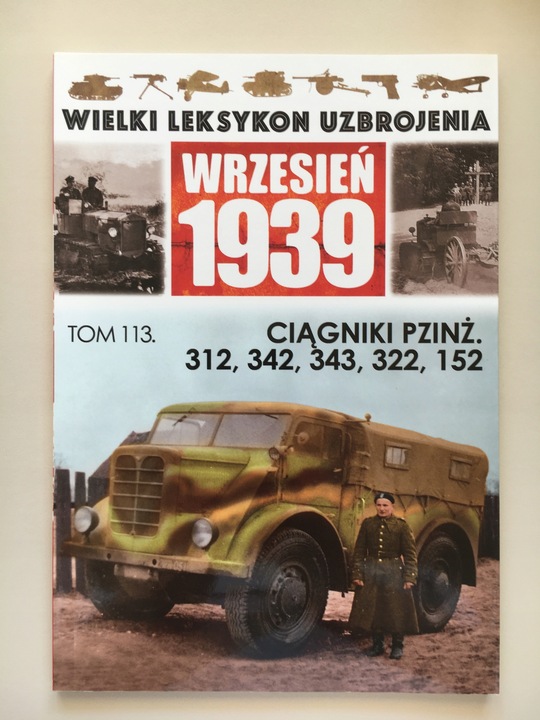 WIELKI LEKSYKON UZBROJENIA
WRZESIEŃ
1939
TOM 113.
CIĄGNIKI PZINŻ.
312, 342, 343, 322, 152